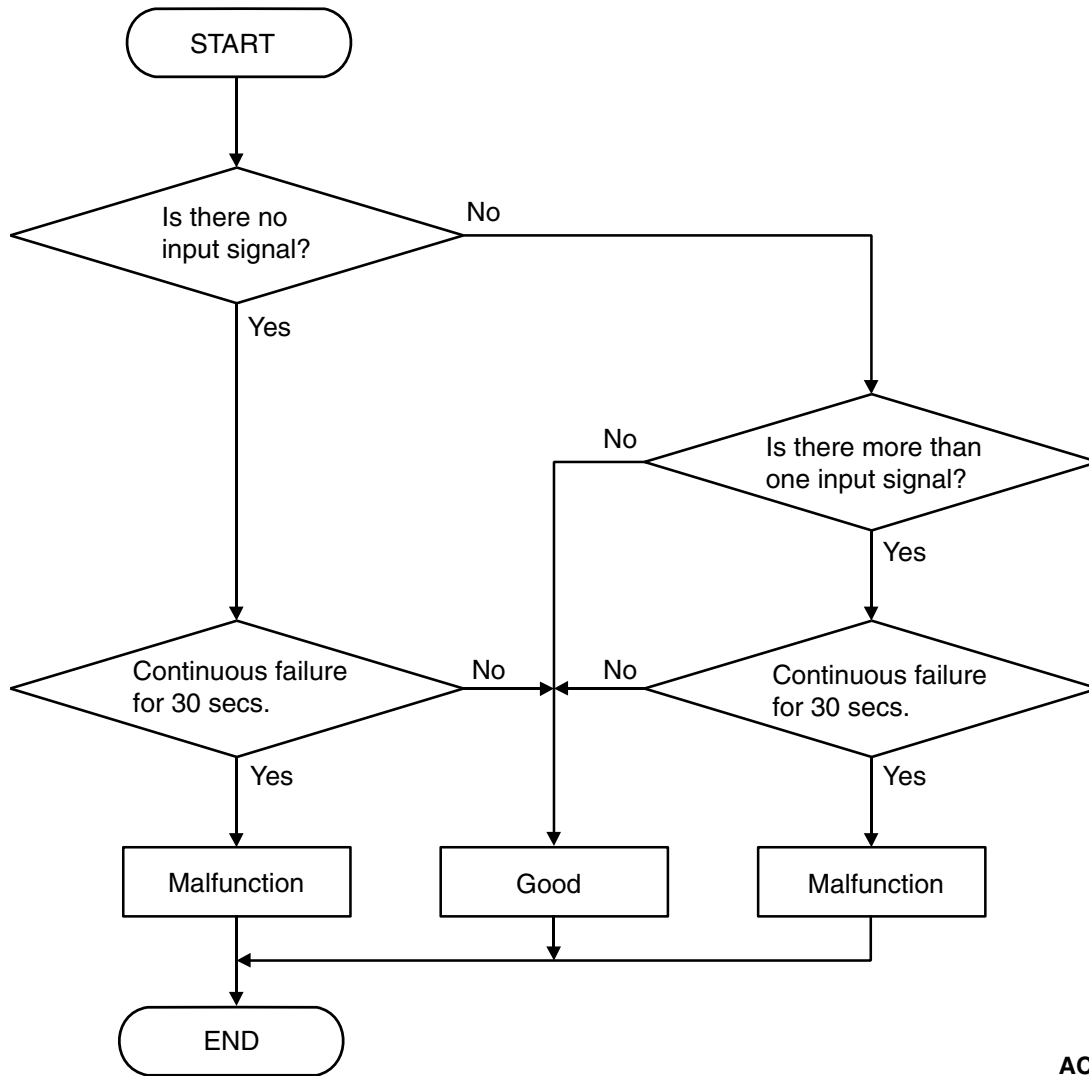 START
Is there no
input signal?
No
Yes
No
Is there more than
one input signal?
Yes
Continuous failure
for 30 secs.
No
No
Continuous failure
for 30 secs.
Yes
Yes
Malfunction
Good
Malfunction
END